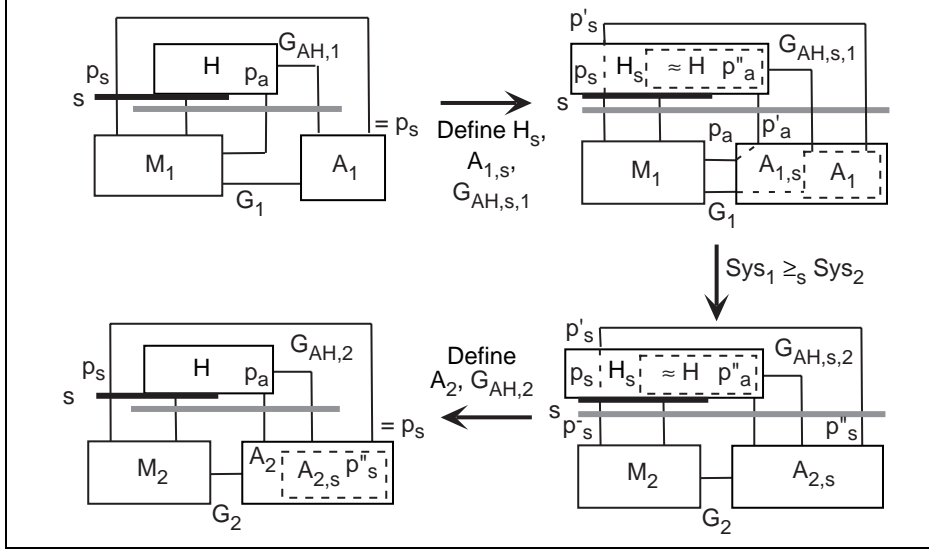 G_AH,1
H
p_a
p_s
s
= p_s
M_1
A_1
G_1
Define H_s,
A_1,s,
G_AH,s,1
p'_s
G_AH,s,1
p_s H_s ≈ H p"_a
s
p_a p'_a
M_1
A_1,s A_1
G_1
Sys_1 ≥_s Sys_2
p'_s
G_AH,s,2
p_s H_s ≈ H p"_a
s
p-_s
p"_s
M_2
A_2,s
G_2
Define
A_2, G_AH,2
G_AH,2
p_s
H
p_a
s
= p_s
M_2
A_2 A_2,s p"_s
G_2